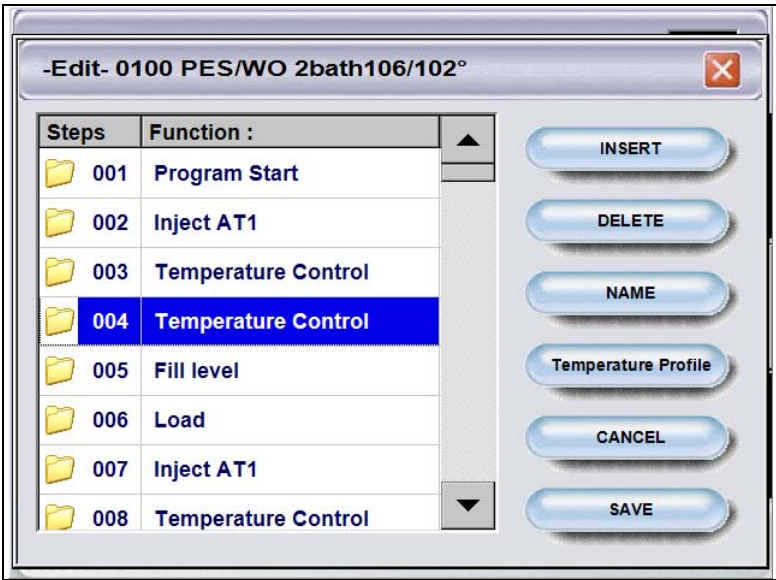 -Edit- 0100 PES/WO 2bath106/102°
Steps Function :
001 Program Start
002 Inject AT1
003 Temperature Control
004 Temperature Control
005 Fill level
006 Load
007 Inject AT1
008 Temperature Control
INSERT
DELETE
NAME
Temperature Profile
CANCEL
SAVE